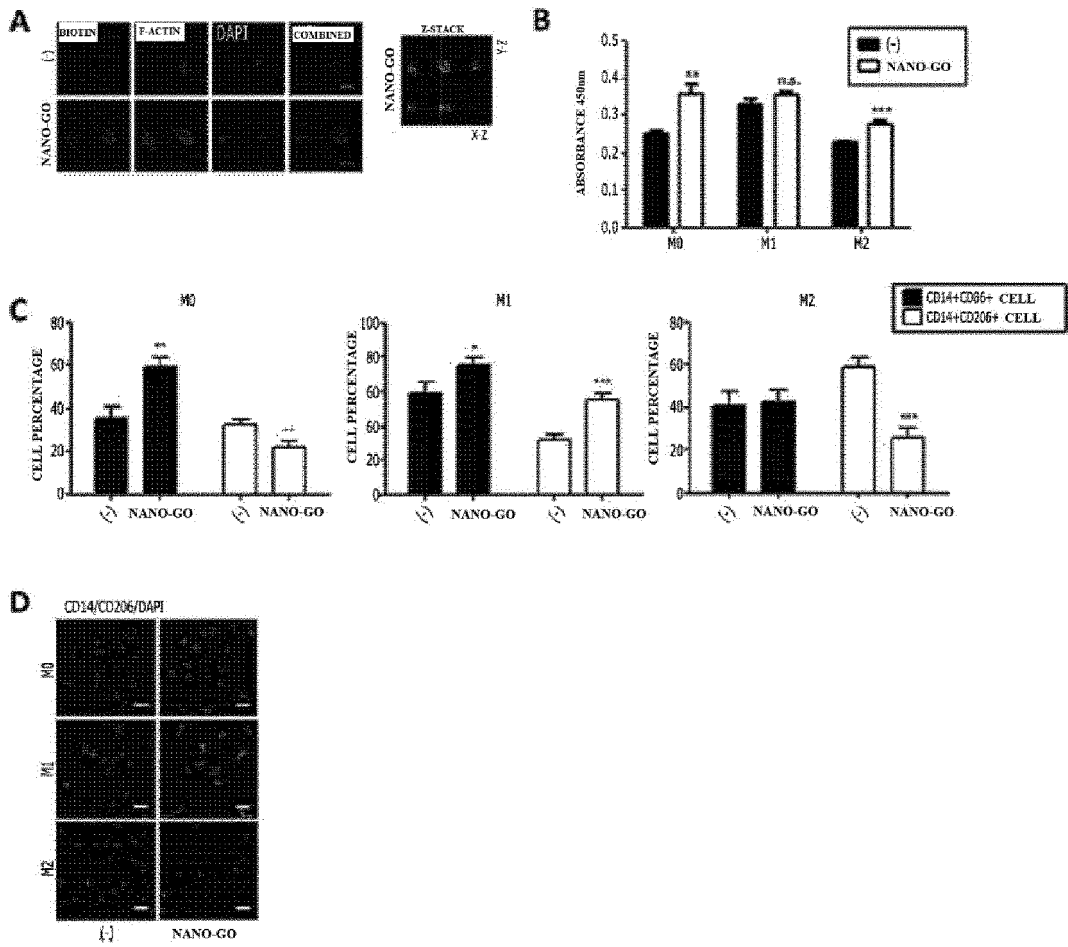 A
BIOTIN F-ACTIN DAPI COMBINED
(-)
NANO-GO
Z-STACK
Z-Y
NANO-GO
X-Z
B
(-)
NANO-GO
ABSORBANCE 450nm
0.5
0.4
0.3
0.2
0.1
0.0
** n.s. ***
M0 M1 M2
C
M0 M1 M2
CD14+CD86+ CELL
CD14+CD206+ CELL
CELL PERCENTAGE
80
60
40
20
0
**
(-) NANO-GO (-) NANO-GO
CELL PERCENTAGE
100
80
60
40
20
0
* ***
(-) NANO-GO (-) NANO-GO
CELL PERCENTAGE
80
60
40
20
0
***
(-) NANO-GO (-) NANO-GO
D
CD14/CD206/DAPI
M0
M1
M2
(-) NANO-GO